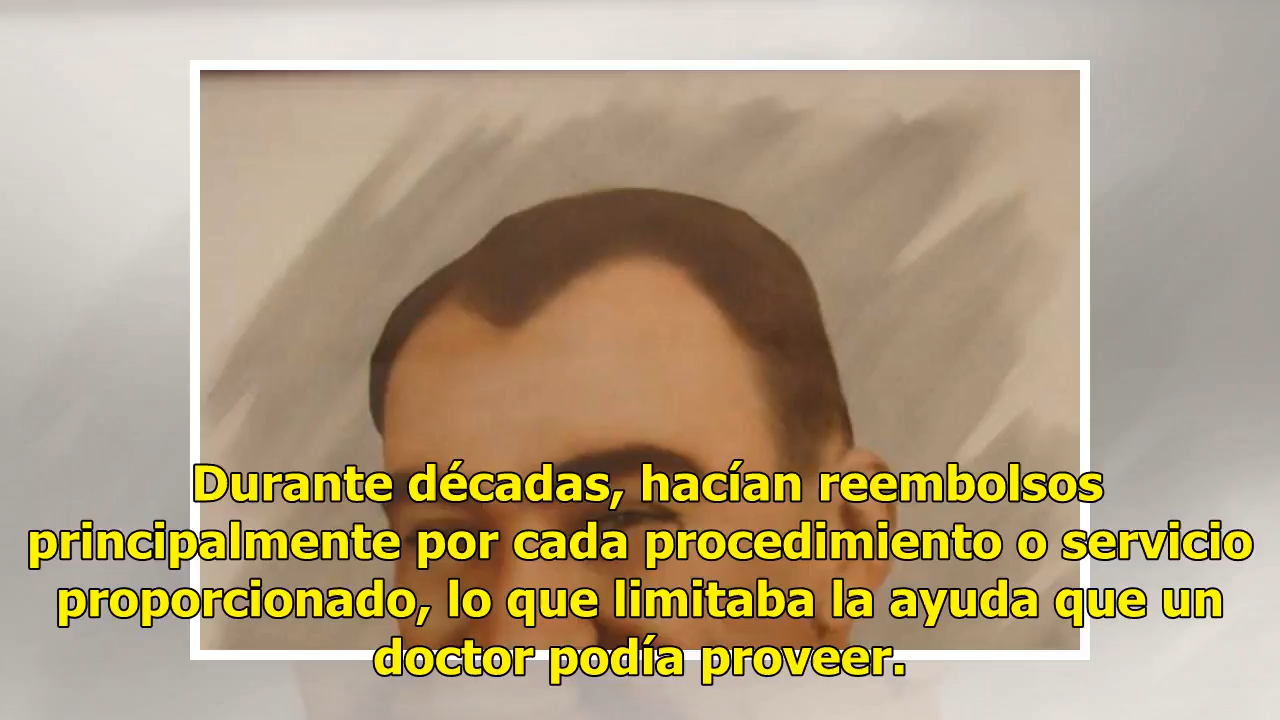 Durante décadas, hacían reembolsos
principalmente por cada procedimiento o servicio
proporcionado, lo que limitaba la ayuda que un
doctor podía proveer.